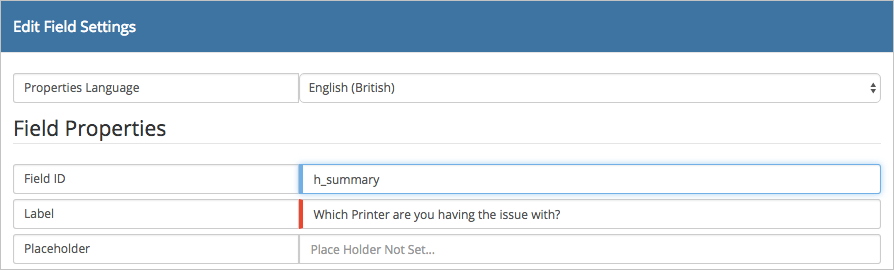 Edit Field Settings
Properties Language English (British)
Field Properties
Field ID h_summary
Label Which Printer are you having the issue with?
Placeholder Place Holder Not Set...